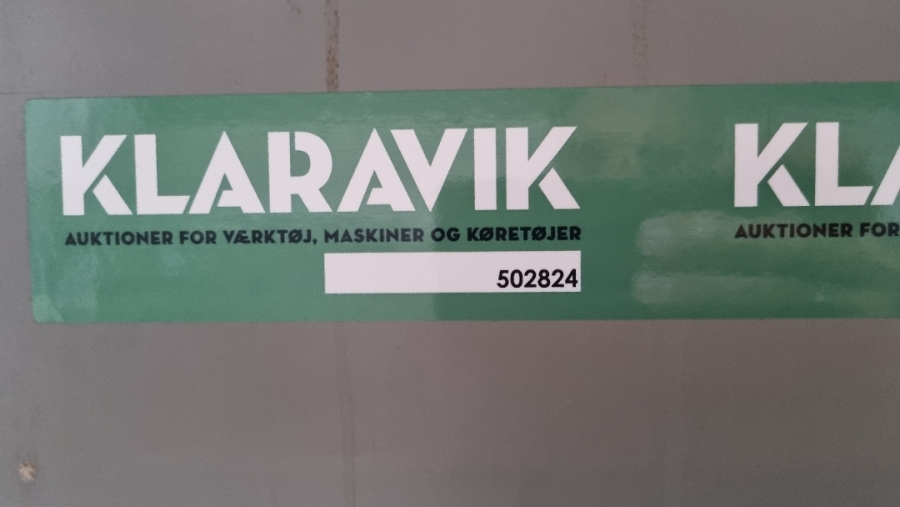 KLARAVIK
AUKTIONER FOR VÆRKTØJ, MASKINER OG KØRETØJER
502824
KLA
AUKTIONER FOR